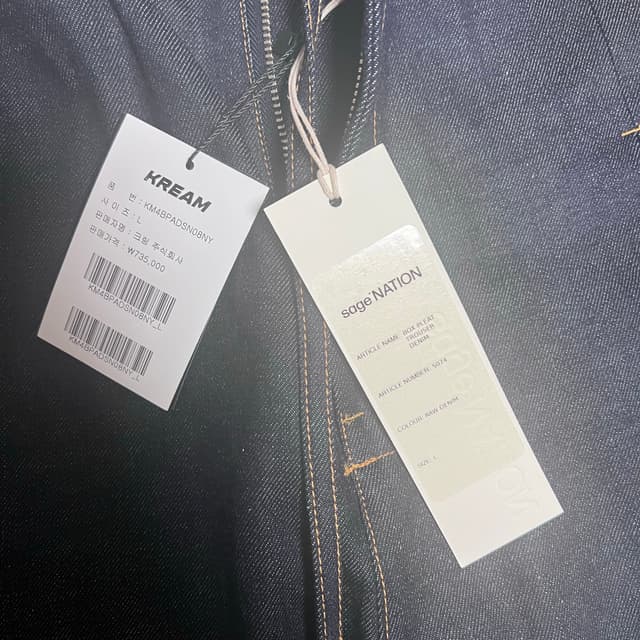 KREAM
품 번 : KM4BPADSN08NY
사 이 즈 : L
판매자명 : 크림 주식회사
판매가격 : ₩735,000
KM4BPADSN08NY_L
KM4BPADSN08NY_L
sage NATION
ARTICLE NAME: BOX PLEAT
TROUSER
DENIM
ARTICLE NUMBER: S074
COLOUR: RAW DENIM
SIZE: L